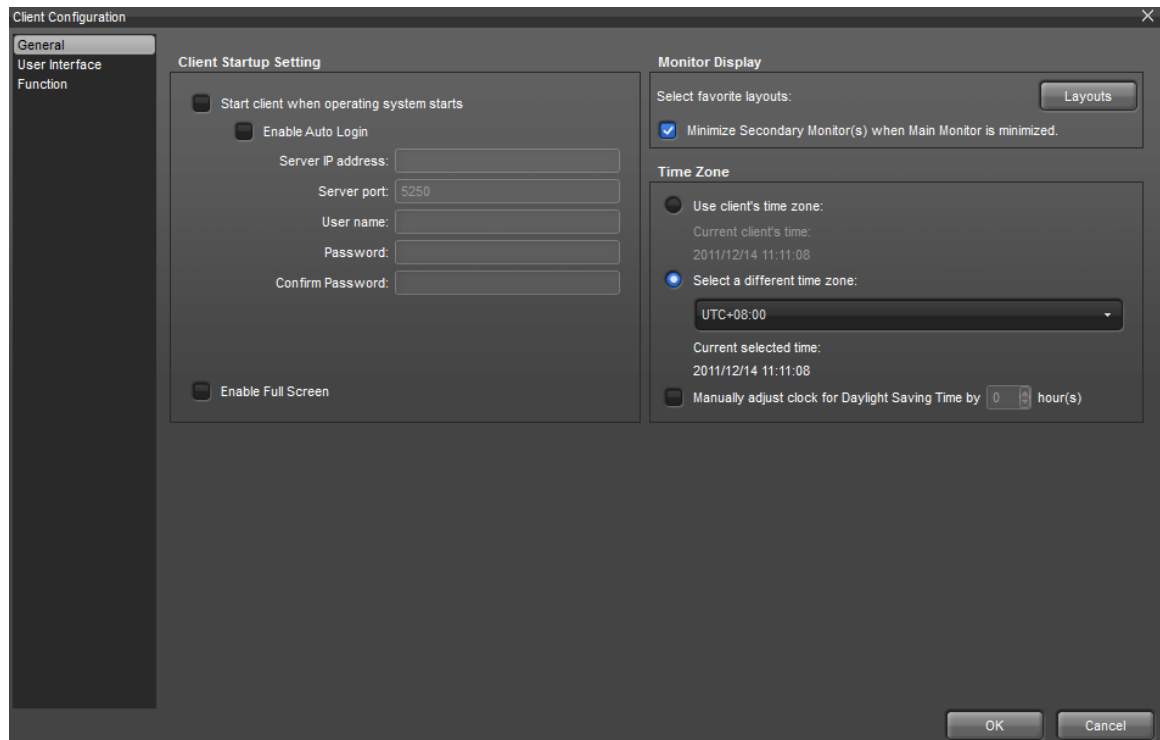 Client Configuration
General
User Interface
Function
Client Startup Setting
Start client when operating system starts
Enable Auto Login
Server IP address:
Server port: 5250
User name:
Password:
Confirm Password:
Enable Full Screen
Monitor Display
Select favorite layouts: Layouts
Minimize Secondary Monitor(s) when Main Monitor is minimized.
Time Zone
Use client's time zone:
Current client's time:
2011/12/14 11:11:08
Select a different time zone:
UTC+08:00
Current selected time:
2011/12/14 11:11:08
Manually adjust clock for Daylight Saving Time by 0 hour(s)
OK Cancel